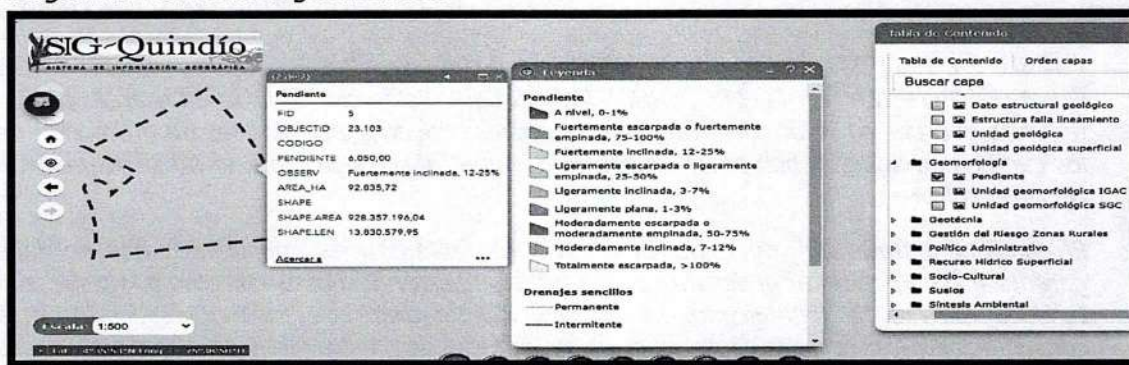 SIG-Quindío
SISTEMA DE INFORMACIÓN GEOGRÁFICA
Pendiente
FID 5
OBJECTID 23.103
CODIGO
PENDIENTE 6.050,00
OBSERV Fuertemente inclinada, 12-25%
AREA_HA 92.035,72
SHAPE
SHAPE.AREA 928.357.196,04
SHAPE.LEN 13.830.579,95
Acercar a
Leyenda
Pendiente
A nivel, 0-1%
Fuertemente escarpada o fuertemente
empinada, 75-100%
Fuertemente inclinada, 12-25%
Ligeramente escarpada o ligeramente
empinada, 25-50%
Ligeramente inclinada, 3-7%
Ligeramente plana, 1-3%
Moderadamente escarpada o
moderadamente empinada, 50-75%
Moderadamente inclinada, 7-12%
Totalmente escarpada, >100%
Drenajes sencillos
Permanente
Intermitente
Tabla de Contenido
Tabla de Contenido Orden capas
Buscar capa
Dato estructural geológico
Estructura falla lineamiento
Unidad geológica
Unidad geológica superficial
Geomorfología
Pendiente
Unidad geomorfológica IGAC
Unidad geomorfológica SGC
Geotécnia
Gestión del Riesgo Zonas Rurales
Político Administrativo
Recurso Hídrico Superficial
Socio-Cultural
Suelos
Síntesis Ambiental
Escala: 1:500